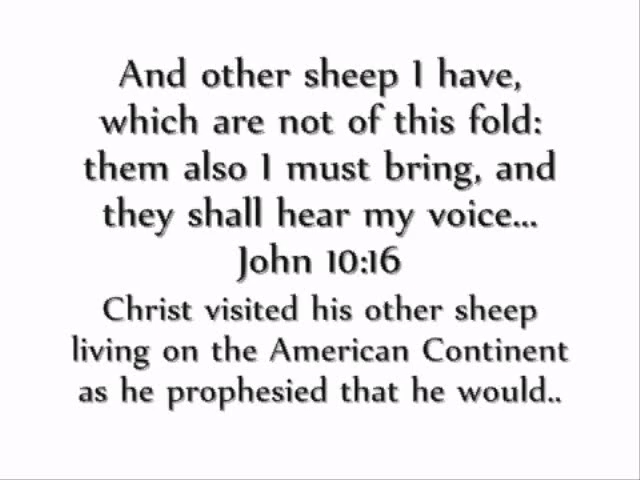 And other sheep I have,
which are not of this fold:
them also I must bring, and
they shall hear my voice...
John 10:16
Christ visited his other sheep
living on the American Continent
as he prophesied that he would..